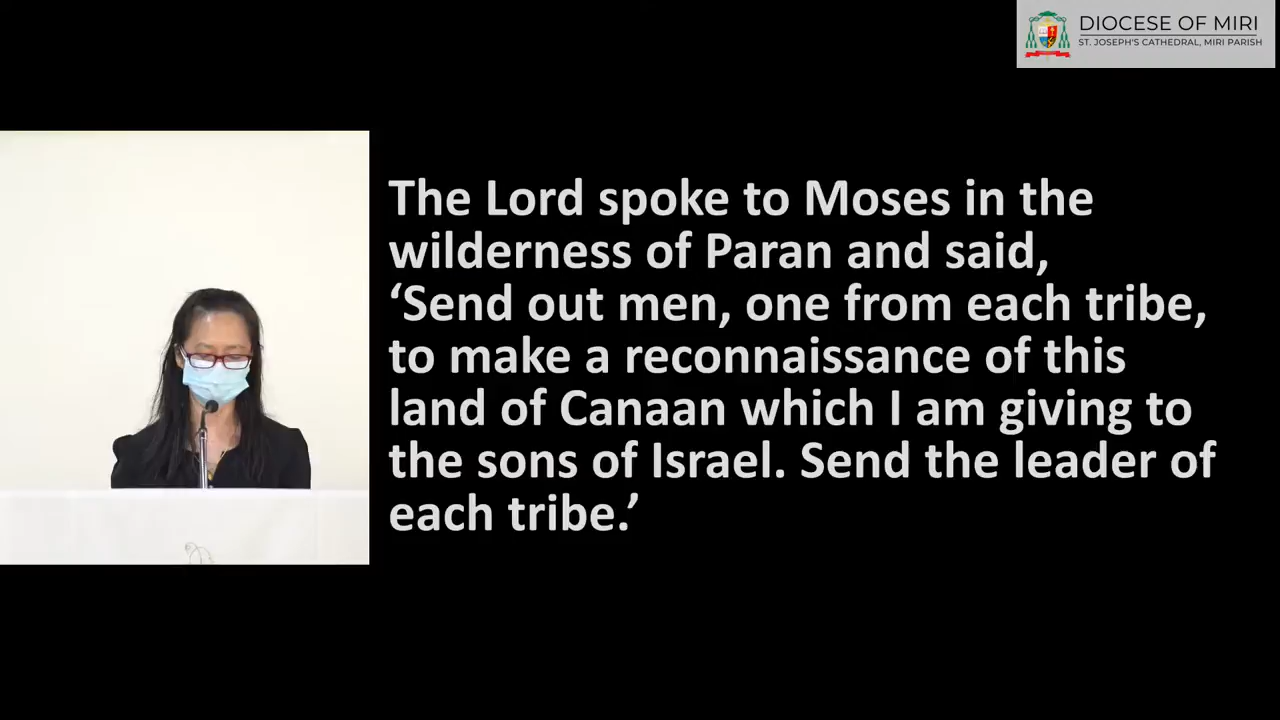 DIOCESE OF MIRI
ST. JOSEPH'S CATHEDRAL, MIRI PARISH
The Lord spoke to Moses in the
wilderness of Paran and said,
‘Send out men, one from each tribe,
to make a reconnaissance of this
land of Canaan which I am giving to
the sons of Israel. Send the leader of
each tribe.’